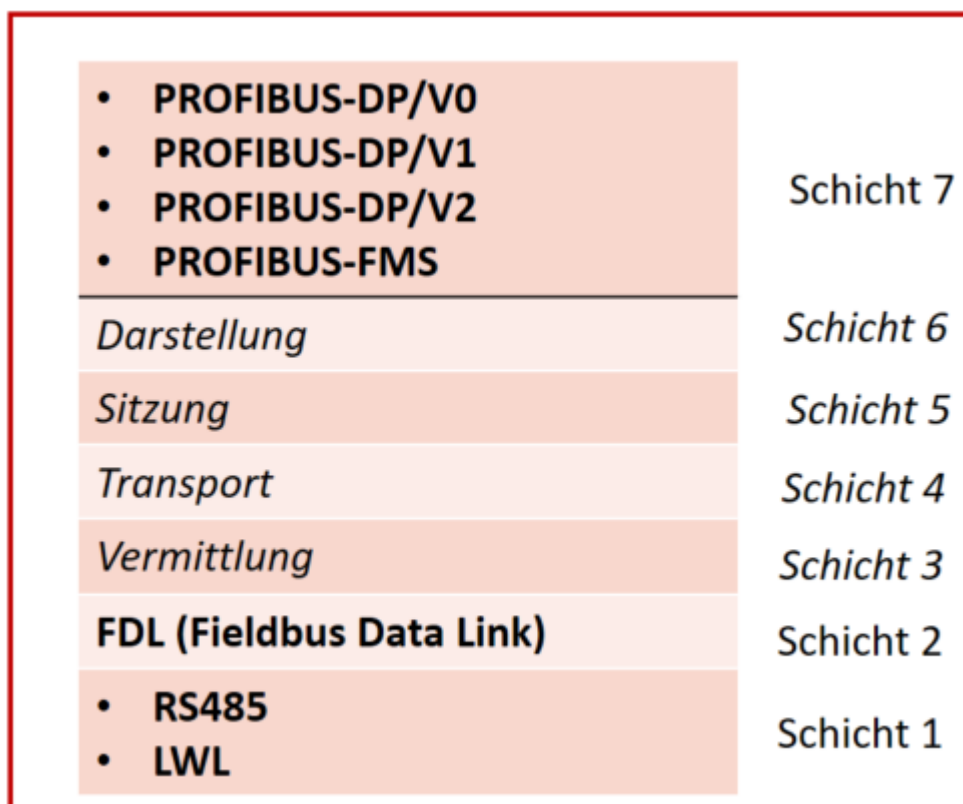 • PROFIBUS-DP/V0
• PROFIBUS-DP/V1
• PROFIBUS-DP/V2
• PROFIBUS-FMS
Schicht 7
Darstellung Schicht 6
Sitzung Schicht 5
Transport Schicht 4
Vermittlung Schicht 3
FDL (Fieldbus Data Link) Schicht 2
• RS485
• LWL
Schicht 1